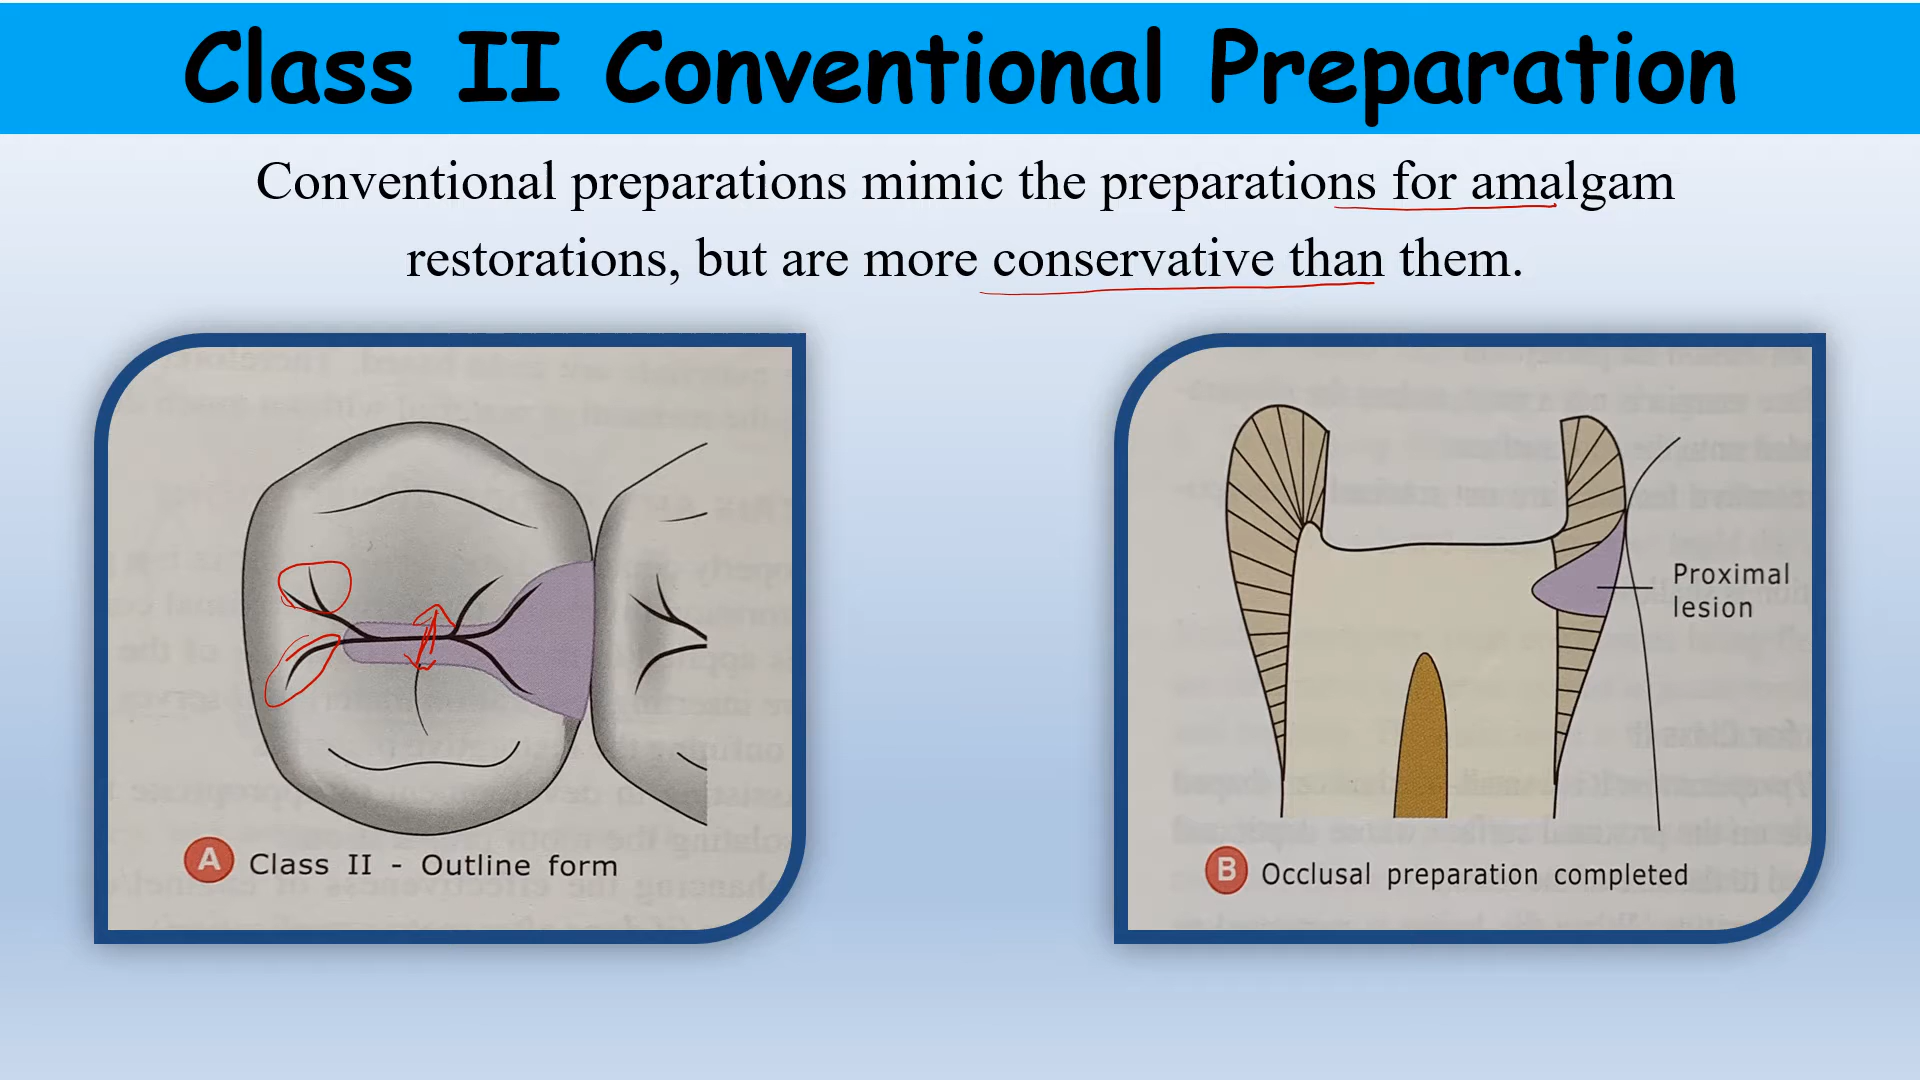 Class II Conventional Preparation
Conventional preparations mimic the preparations for amalgam
restorations, but are more conservative than them.
A Class II - Outline form
Proximal
lesion
B Occlusal preparation completed